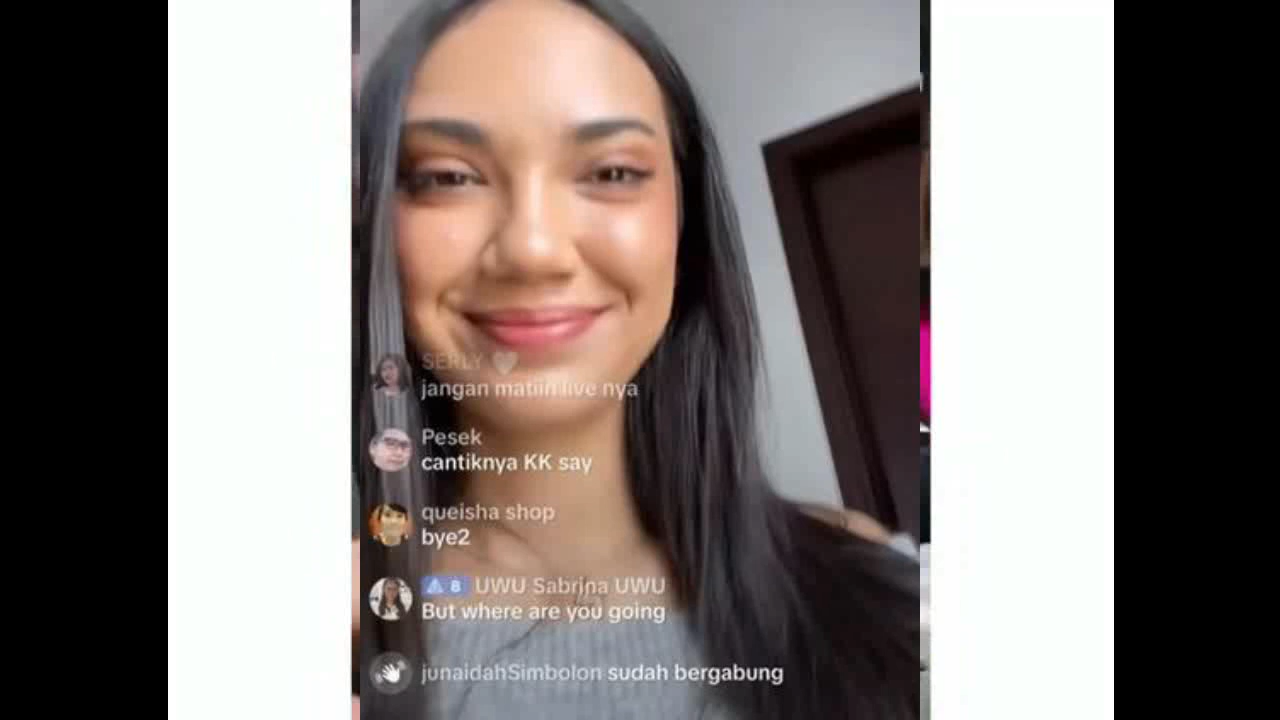 SERLY 🤍
jangan matiin live nya
Pesek
cantiknya KK say
queisha shop
bye2
8 UWU Sabrina UWU
But where are you going
junaidahSimbolon sudah bergabung